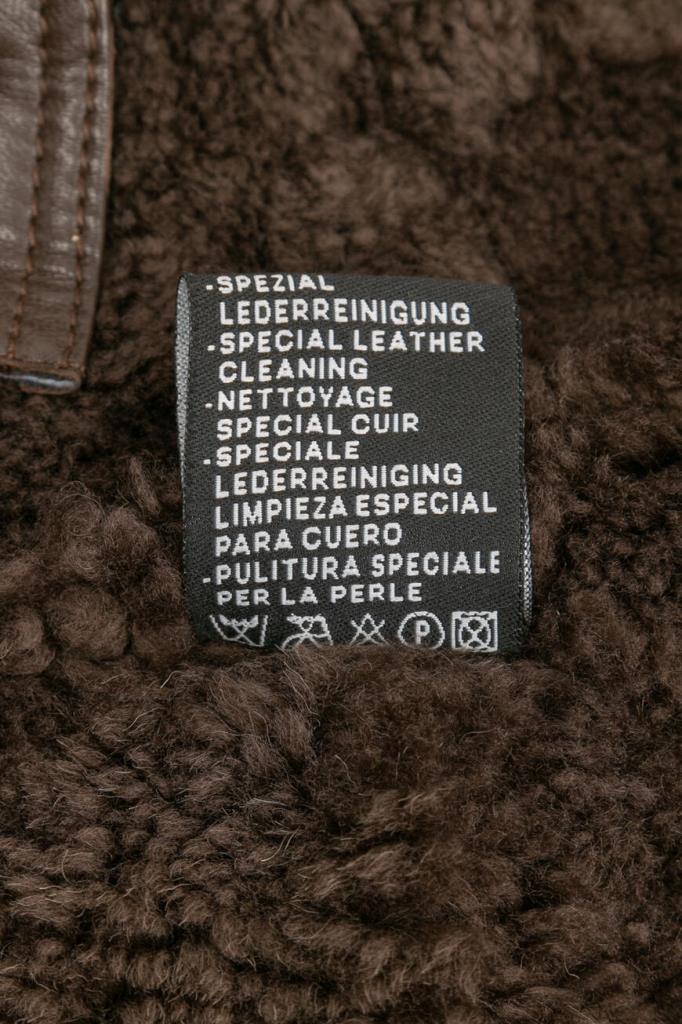 -SPEZIAL
LEDERREINIGUNG
-SPECIAL LEATHER
CLEANING
-NETTOYAGE
SPECIAL CUIR
-SPECIALE
LEDERREINIGING
LIMPIEZA ESPECIAL
PARA CUERO
-PULITURA SPECIALE
PER LA PERLE
P